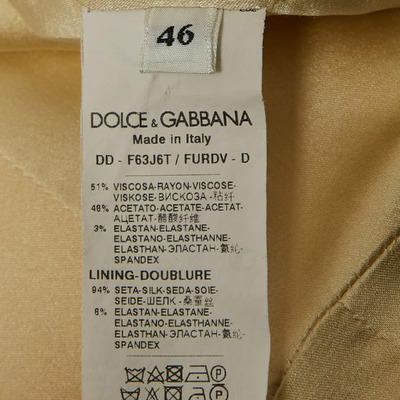 46
DOLCE & GABBANA
Made in Italy
DD - F63J6T / FURDV - D
51% VISCOSA-RAYON-VISCOSE-
VISKOSE-ВИСКОЗА-粘纤
46% ACETATO-ACETATE-ACETAT-
АЦЕТАТ-醋酸纤维
3% ELASTAN-ELASTANE-
ELASTANO-ELASTHANNE-
ELASTHAN-ЭЛАСТАН-氨纶-
SPANDEX
LINING-DOUBLURE
94% SETA-SILK-SEDA-SOIE-
SEIDE-ШЕЛК-桑蚕丝
6% ELASTAN-ELASTANE-
ELASTANO-ELASTHANNE-
ELASTHAN-ЭЛАСТАН-氨纶-
SPANDEX